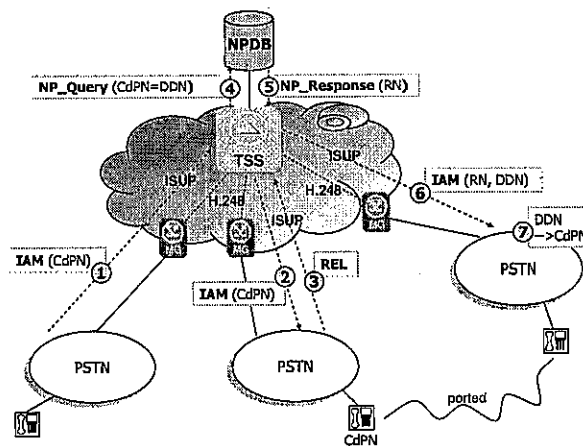 NPDB
NP_Query (CdPN=DDN)
4
5
NP_Response (RN)
TSS
ISUP
ISUP
H.248
H.248
ISUP
MG
MG
MG
6
IAM (RN, DDN)
IAM (CdPN)
1
2
3
REL
IAM (CdPN)
7
DDN
—>CdPN
PSTN
PSTN
PSTN
ported
CdPN